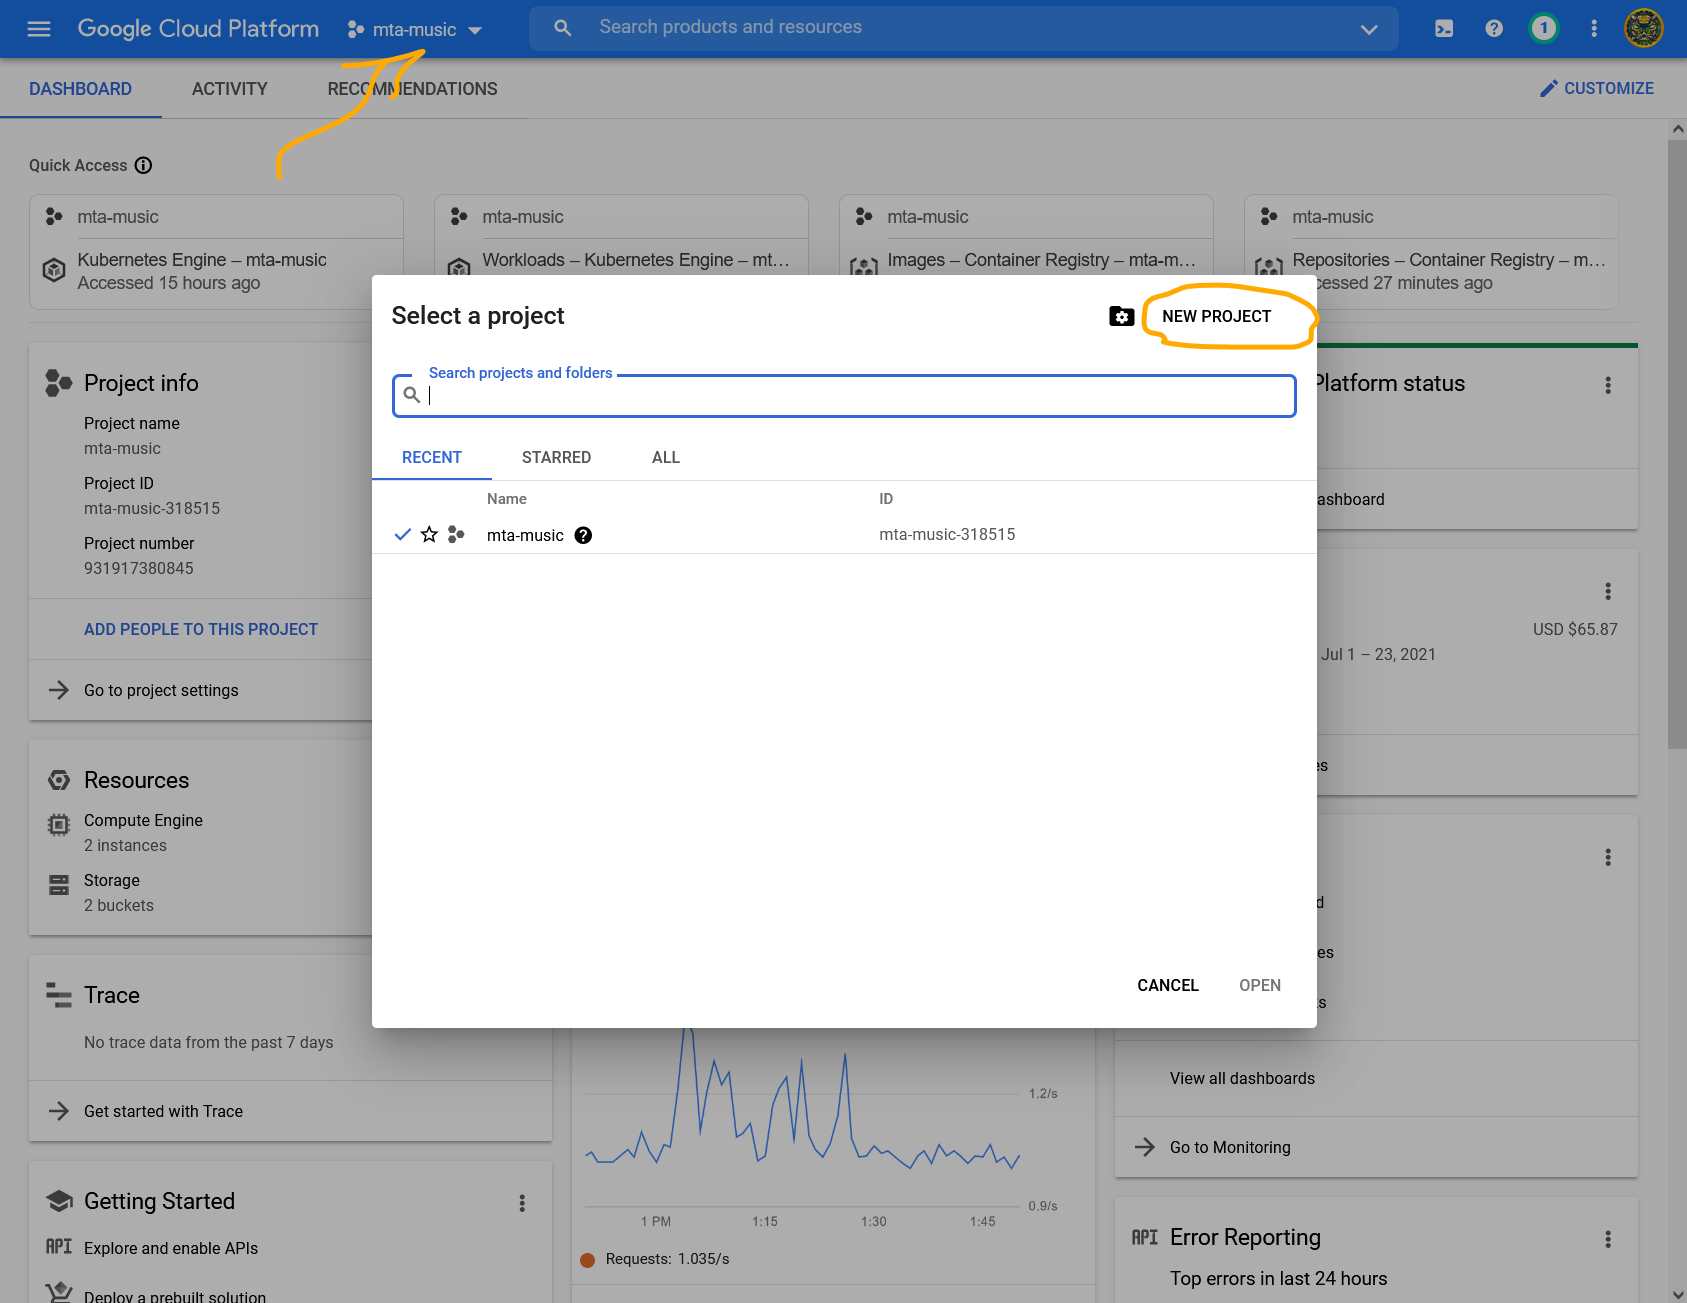 Google Cloud Platform
mta-music
Search products and resources
1
DASHBOARD
ACTIVITY
RECOMMENDATIONS
CUSTOMIZE
Quick Access
mta-music
Kubernetes Engine – mta-music
Accessed 15 hours ago
mta-music
Workloads – Kubernetes Engine – mt…
mta-music
Images – Container Registry – mta-m…
mta-music
Repositories – Container Registry – m…
cessed 27 minutes ago
Select a project
NEW PROJECT
Search projects and folders
RECENT
STARRED
ALL
Name
ID
mta-music
mta-music-318515
CANCEL
OPEN
Project info
Project name
mta-music
Project ID
mta-music-318515
Project number
931917380845
ADD PEOPLE TO THIS PROJECT
Go to project settings
Resources
Compute Engine
2 instances
Storage
2 buckets
Trace
No trace data from the past 7 days
Get started with Trace
Getting Started
API Explore and enable APIs
Deploy a prebuilt solution
1.2/s
0.9/s
1 PM
1:15
1:30
1:45
Requests: 1.035/s
Platform status
ashboard
USD $65.87
Jul 1 – 23, 2021
es
d
es
s
View all dashboards
Go to Monitoring
API Error Reporting
Top errors in last 24 hours